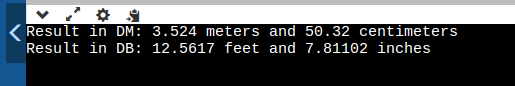 Result in DM: 3.524 meters and 50.32 centimeters
Result in DB: 12.5617 feet and 7.81102 inches